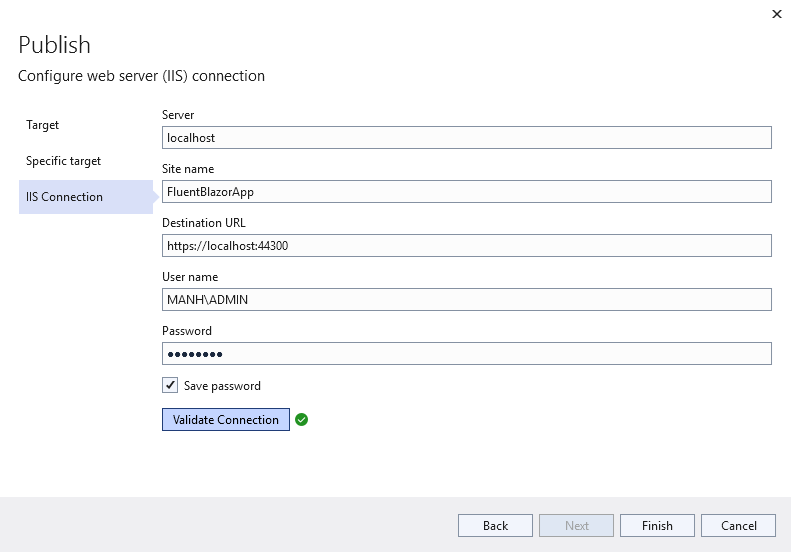 Publish
Configure web server (IIS) connection
Target
Specific target
IIS Connection
Server
localhost
Site name
FluentBlazorApp
Destination URL
https://localhost:44300
User name
MANH\ADMIN
Password
●●●●●●●●
Save password
Validate Connection
Back
Next
Finish
Cancel